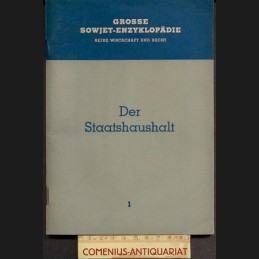 GROSSE
SOWJET-ENZYKLOPÄDIE
REIHE WIRTSCHAFT UND RECHT
Der
Staatshaushalt
1
COMENIUS-ANTIQUARIAT